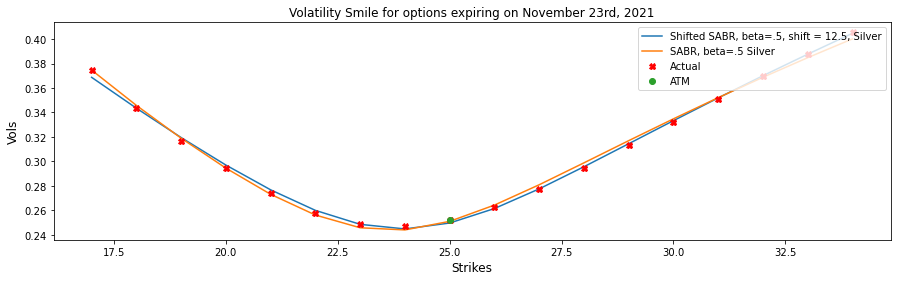 Volatility Smile for options expiring on November 23rd, 2021
Shifted SABR, beta=.5, shift = 12.5, Silver
SABR, beta=.5 Silver
Actual
ATM
0.40
0.38
0.36
0.34
0.32
0.30
0.28
0.26
0.24
Vols
17.5
20.0
22.5
25.0
27.5
30.0
32.5
Strikes